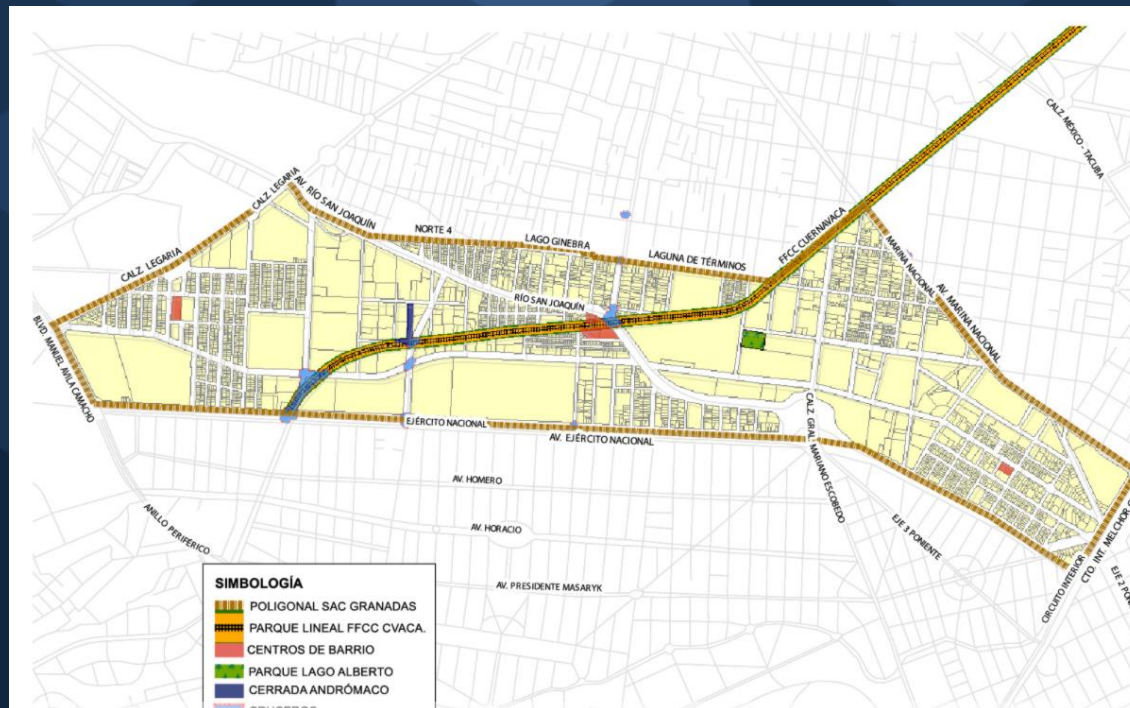 CALZ. MÉXICO - TACUBA
CALZ. LEGARIA
AV. RÍO SAN JOAQUÍN
NORTE 4
LAGO GINEBRA
LAGUNA DE TÉRMINOS
FFCC CUERNAVACA
MARINA NACIONAL
AV. MARINA NACIONAL
CALZ. LEGARIA
RÍO SAN JOAQUÍN
BLVD. MANUEL AVILA CAMACHO
EJÉRCITO NACIONAL
AV. EJÉRCITO NACIONAL
CALZ. GRAL. MARIANO ESCOBEDO
AV. HOMERO
AV. HORACIO
EJE 3 PONIENTE
ANILLO PERIFÉRICO
AV. PRESIDENTE MASARYK
CIRCUITO INTERIOR
CTO. INT. MELCHOR
EJE 2
SIMBOLOGÍA
POLIGONAL SAC GRANADAS
PARQUE LINEAL FFCC CVACA.
CENTROS DE BARRIO
PARQUE LAGO ALBERTO
CERRADA ANDRÓMACO